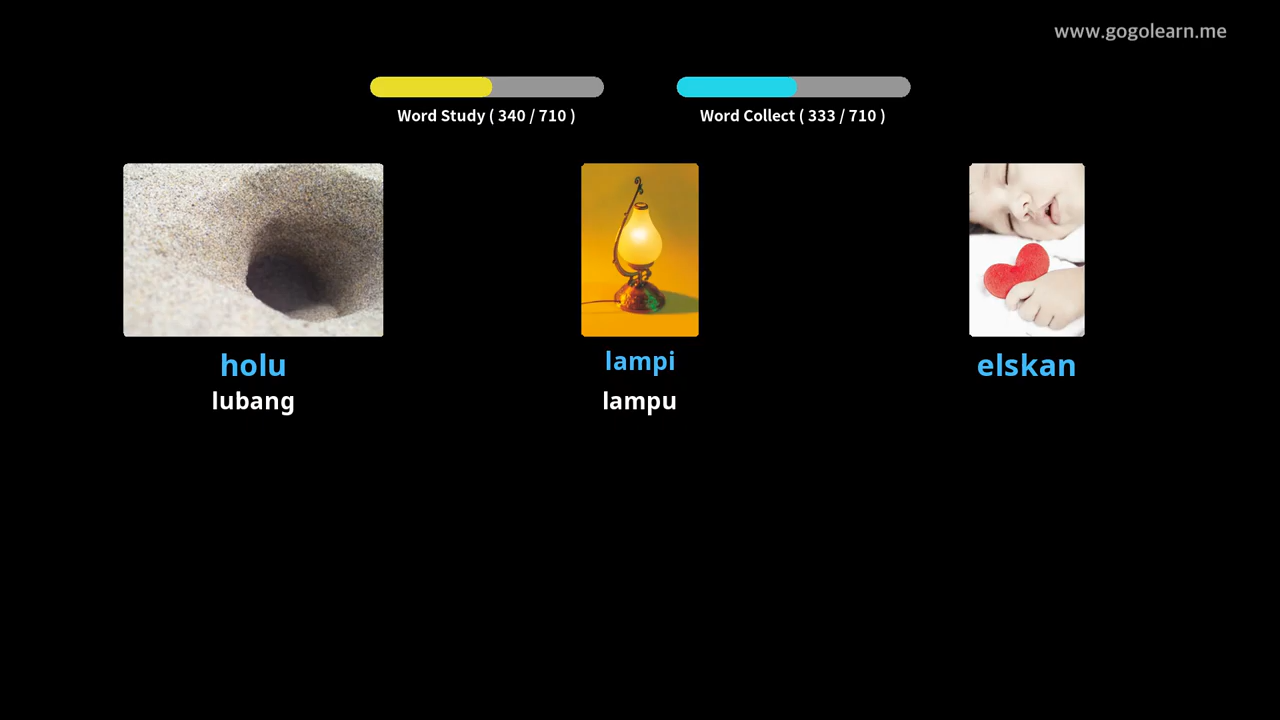 www.gogolearn.me
Word Study ( 340 / 710 )
Word Collect ( 333 / 710 )
holu
lubang
lampi
lampu
elskan